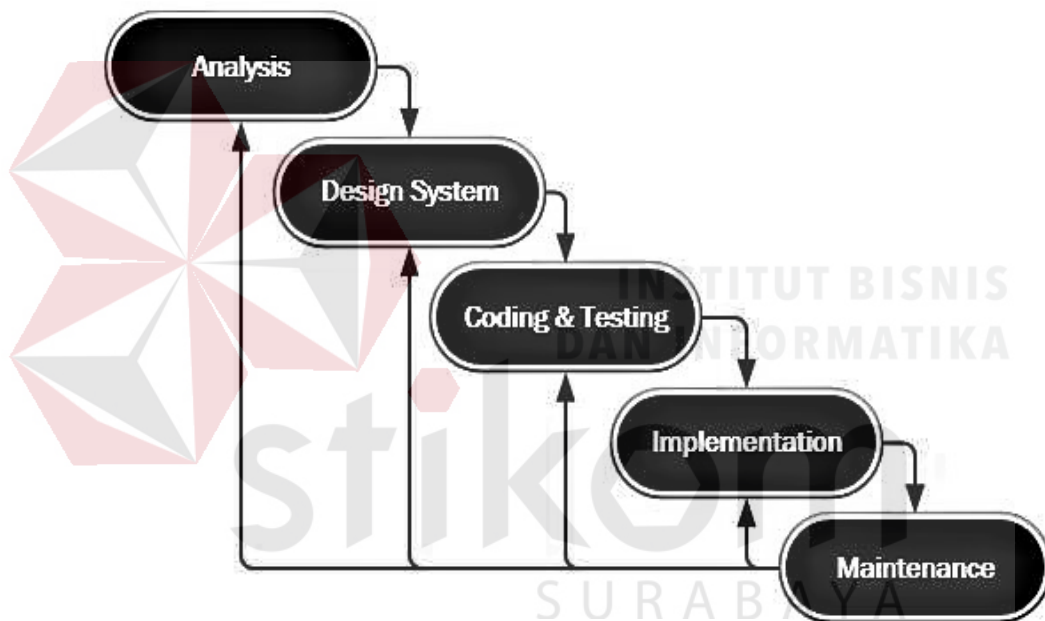 Analysis
Design System
INSTITUT BISNIS
Coding & Testing
DAN INFORMATIKA
Implementation
stikom
Maintenance
SURABAYA